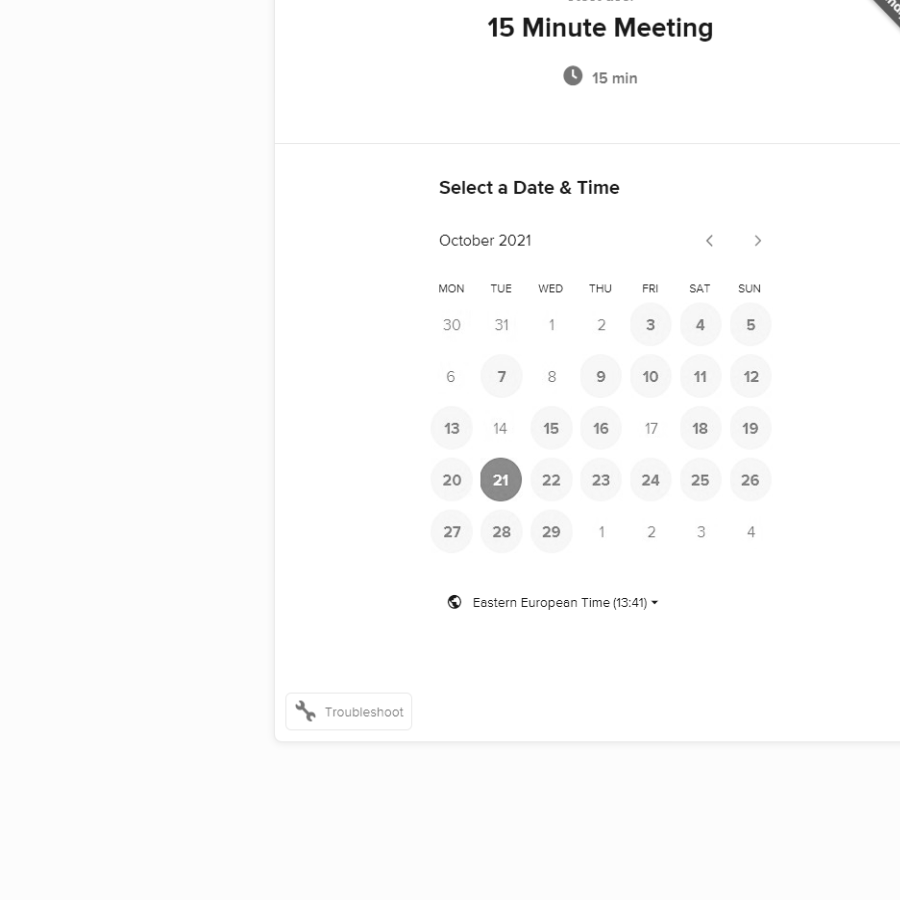 15 Minute Meeting
15 min
Select a Date & Time
October 2021
MON TUE WED THU FRI SAT SUN
30 31 1 2 3 4 5
6 7 8 9 10 11 12
13 14 15 16 17 18 19
20 21 22 23 24 25 26
27 28 29 1 2 3 4
Eastern European Time (13:41)
Troubleshoot